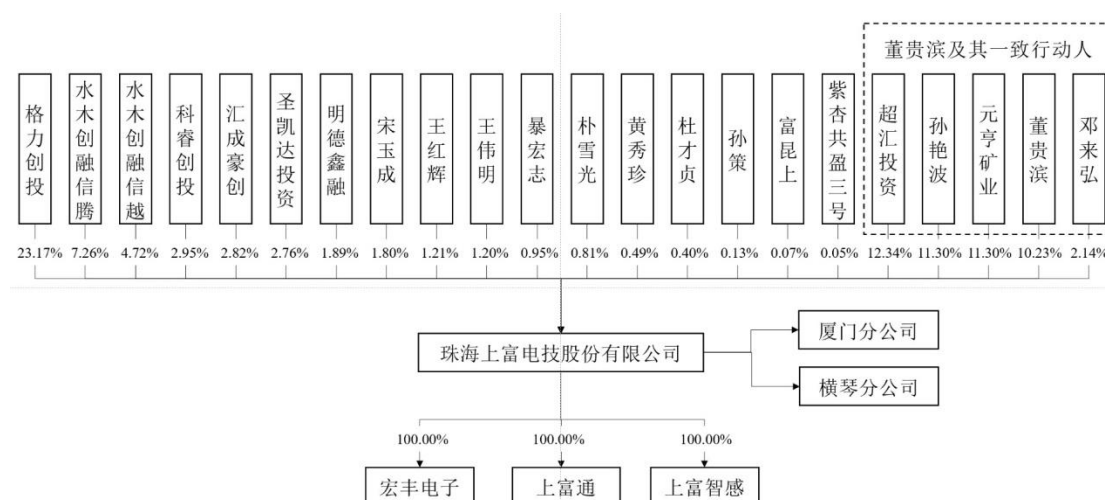 董贵滨及其一致行动人
格力创投
水木创融信腾
水木创融信越
科睿创投
汇成豪创
圣凯达投资
明德鑫融
宋玉成
王红辉
王伟明
暴宏志
朴雪光
黄秀珍
杜才贞
孙策
富昆上
紫杏共盈三号
超汇投资
孙艳波
元亨矿业
董贵滨
邓来弘
23.17% 7.26% 4.72% 2.95% 2.82% 2.76% 1.89% 1.80% 1.21% 1.20% 0.95% 0.81% 0.49% 0.40% 0.13% 0.07% 0.05% 12.34% 11.30% 11.30% 10.23% 2.14%
厦门分公司
珠海上富电技股份有限公司
横琴分公司
100.00% 100.00% 100.00%
宏丰电子 上富通 上富智感